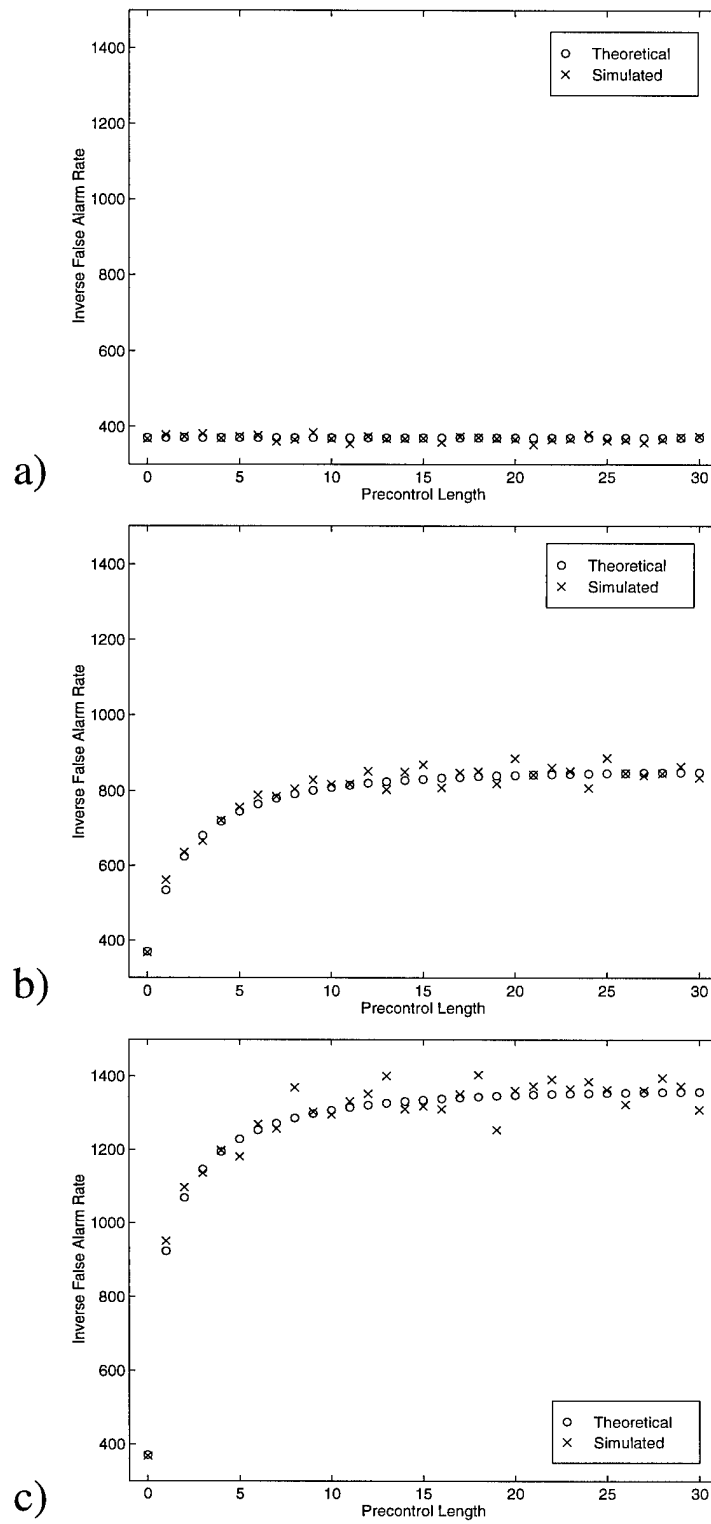 1400
Theoretical
Simulated
1200
1000
Inverse False Alarm Rate
800
600
400
a)
0 5 10 15 20 25 30
Precontrol Length
1400
Theoretical
Simulated
1200
1000
Inverse False Alarm Rate
800
600
400
b)
0 5 10 15 20 25 30
Precontrol Length
1400
1200
1000
Inverse False Alarm Rate
800
600
Theoretical
Simulated
400
c)
0 5 10 15 20 25 30
Precontrol Length